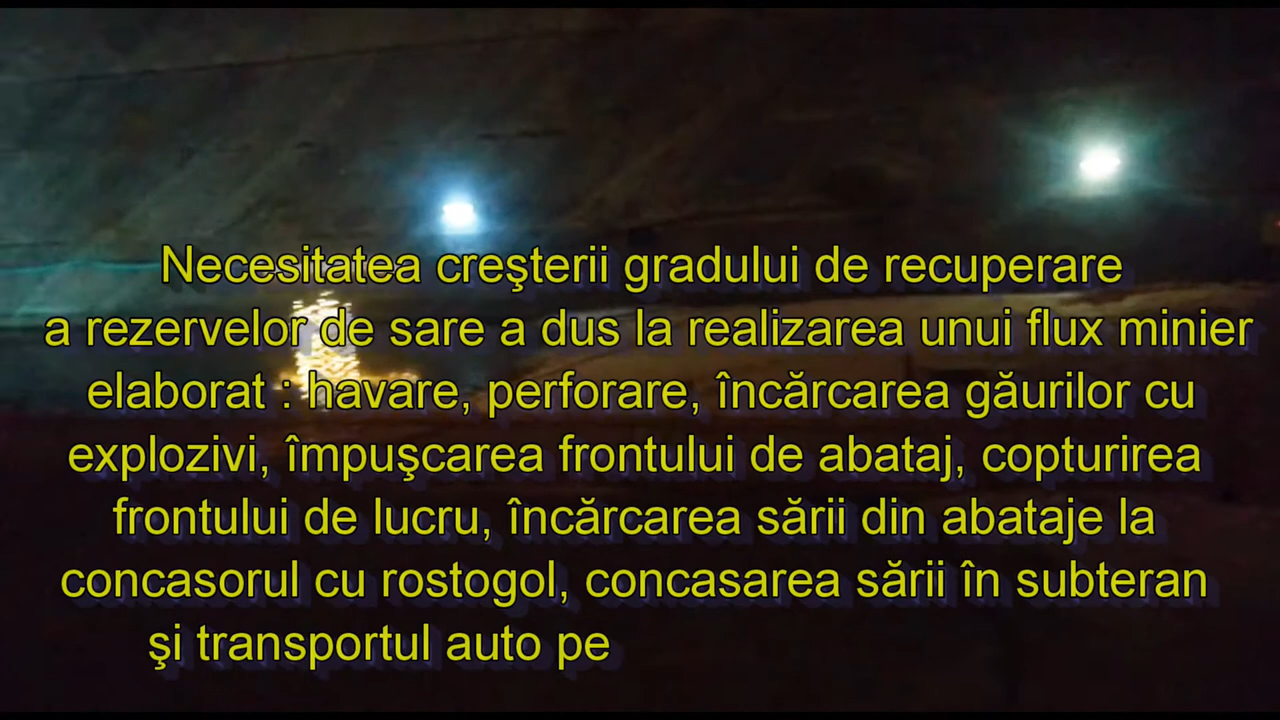 Necesitatea creşterii gradului de recuperare
a rezervelor de sare a dus la realizarea unui flux minier
elaborat : havare, perforare, încărcarea găurilor cu
explozivi, împuşcarea frontului de abataj, copturirea
frontului de lucru, încărcarea sării din abataje la
concasorul cu rostogol, concasarea sării în subteran
şi transportul auto pe